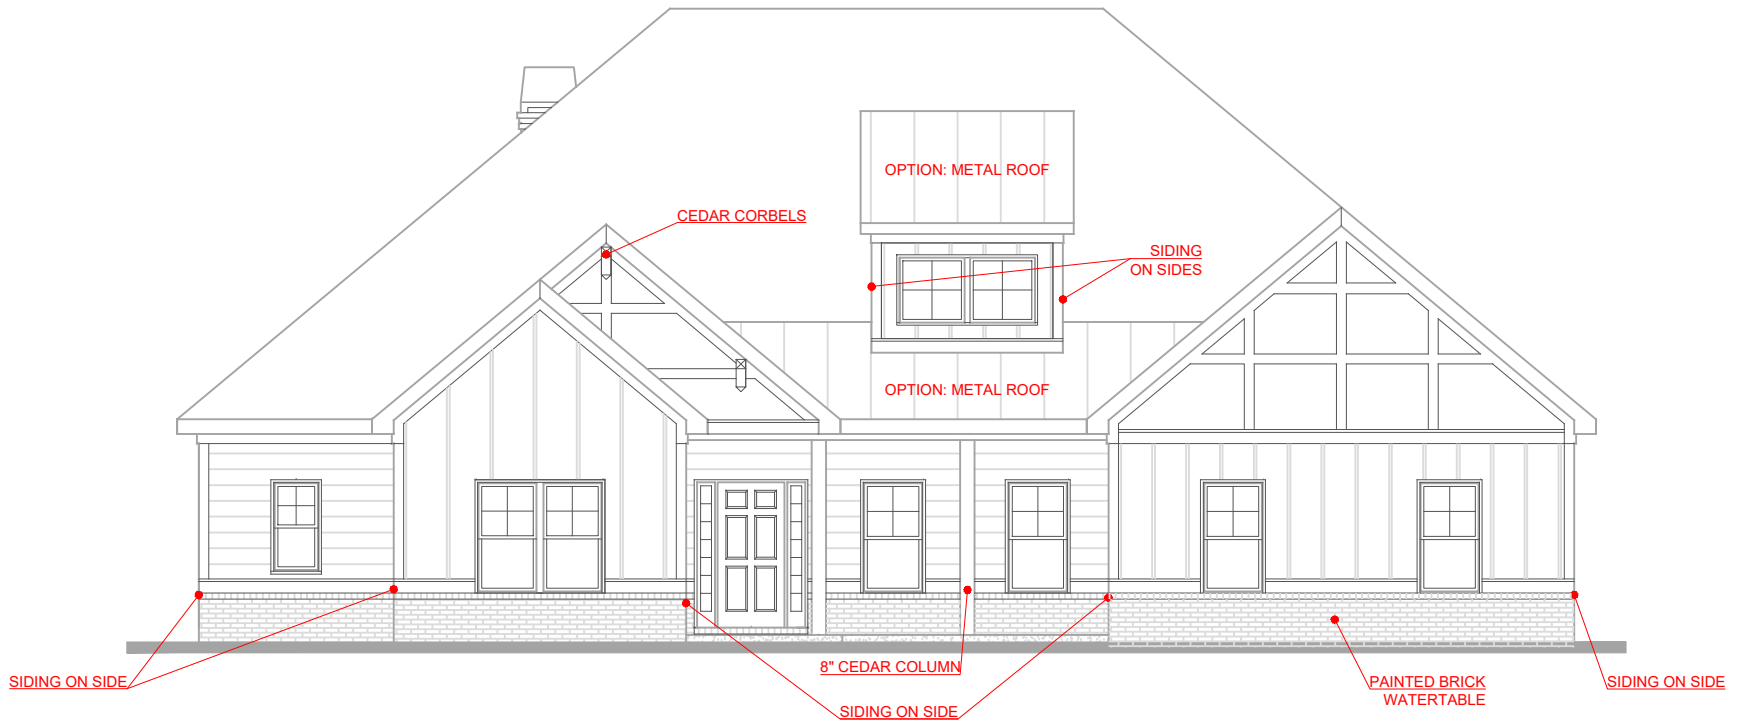 OPTION: METAL ROOF
CEDAR CORBELS
SIDING
ON SIDES
OPTION: METAL ROOF
8" CEDAR COLUMN
SIDING ON SIDE
PAINTED BRICK
WATERTABLE
SIDING ON SIDE
SIDING ON SIDE